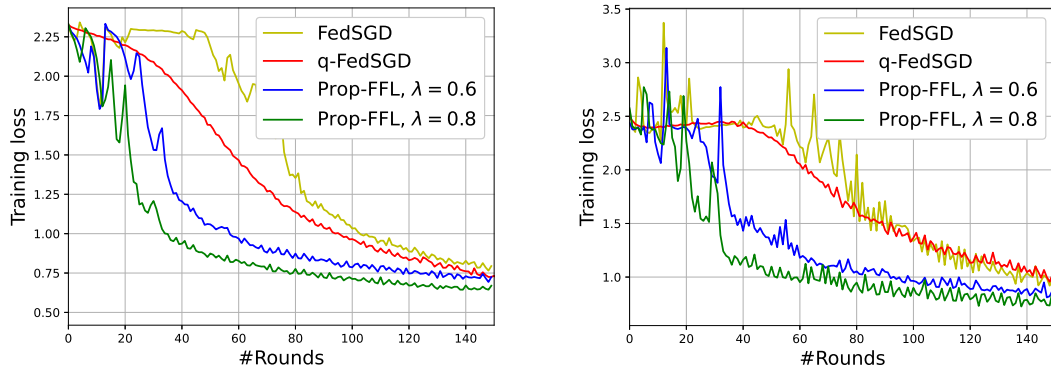 2.25
2.00
1.75
1.50
1.25
1.00
0.75
0.50
Training loss
0 20 40 60 80 100 120 140
#Rounds
FedSGD
q-FedSGD
Prop-FFL, λ = 0.6
Prop-FFL, λ = 0.8
3.5
3.0
2.5
2.0
1.5
1.0
Training loss
0 20 40 60 80 100 120 140
#Rounds
FedSGD
q-FedSGD
Prop-FFL, λ = 0.6
Prop-FFL, λ = 0.8